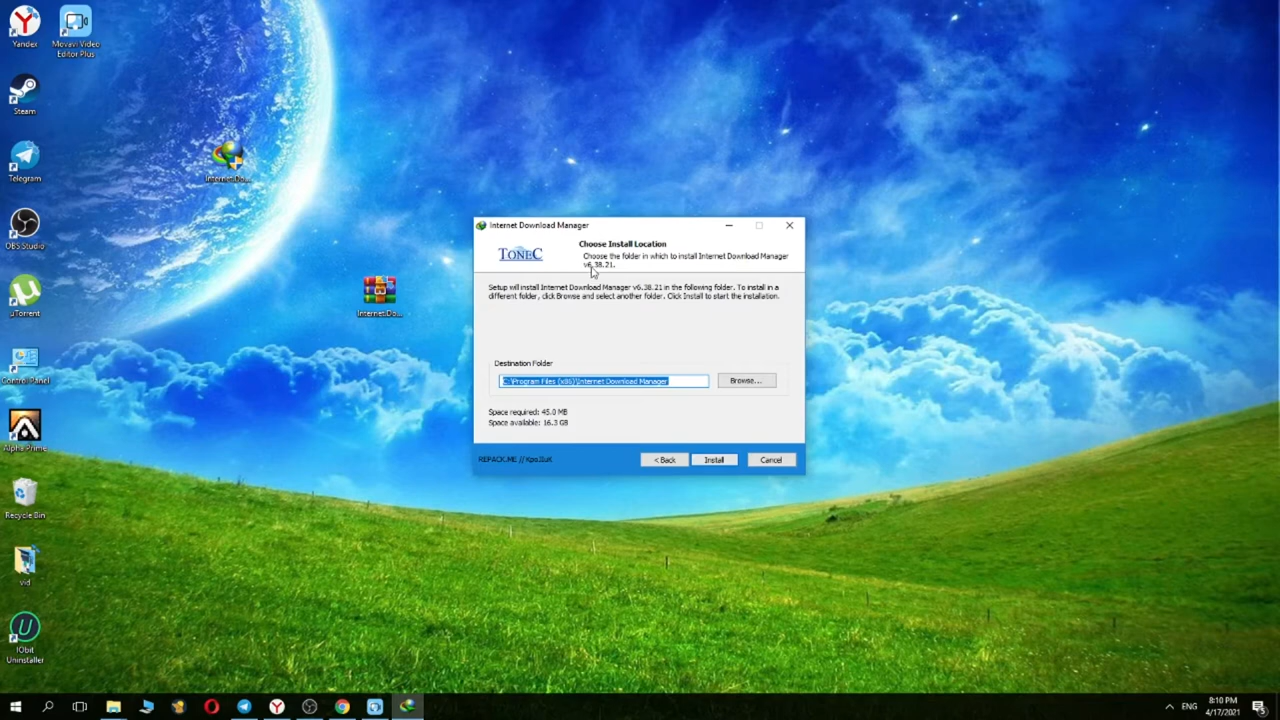 Yandex
Movavi Video
Editor Plus
Steam
Telegram
OBS Studio
uTorrent
Control Panel
Alpha Prime
Recycle Bin
vid
IObit
Uninstaller
Internet.Do...
Internet.Do...
Internet Download Manager
TONEC
Choose Install Location
Choose the folder in which to install Internet Download Manager
v6.38.21.
Setup will install Internet Download Manager v6.38.21 in the following folder. To install in a
different folder, click Browse and select another folder. Click Install to start the installation.
Destination Folder
C:\Program Files (x86)\Internet Download Manager
Browse...
Space required: 45.0 MB
Space available: 16.3 GB
REPACK.ME // KpoJIuK
< Back
Install
Cancel
ENG
8:10 PM
4/17/2021
5